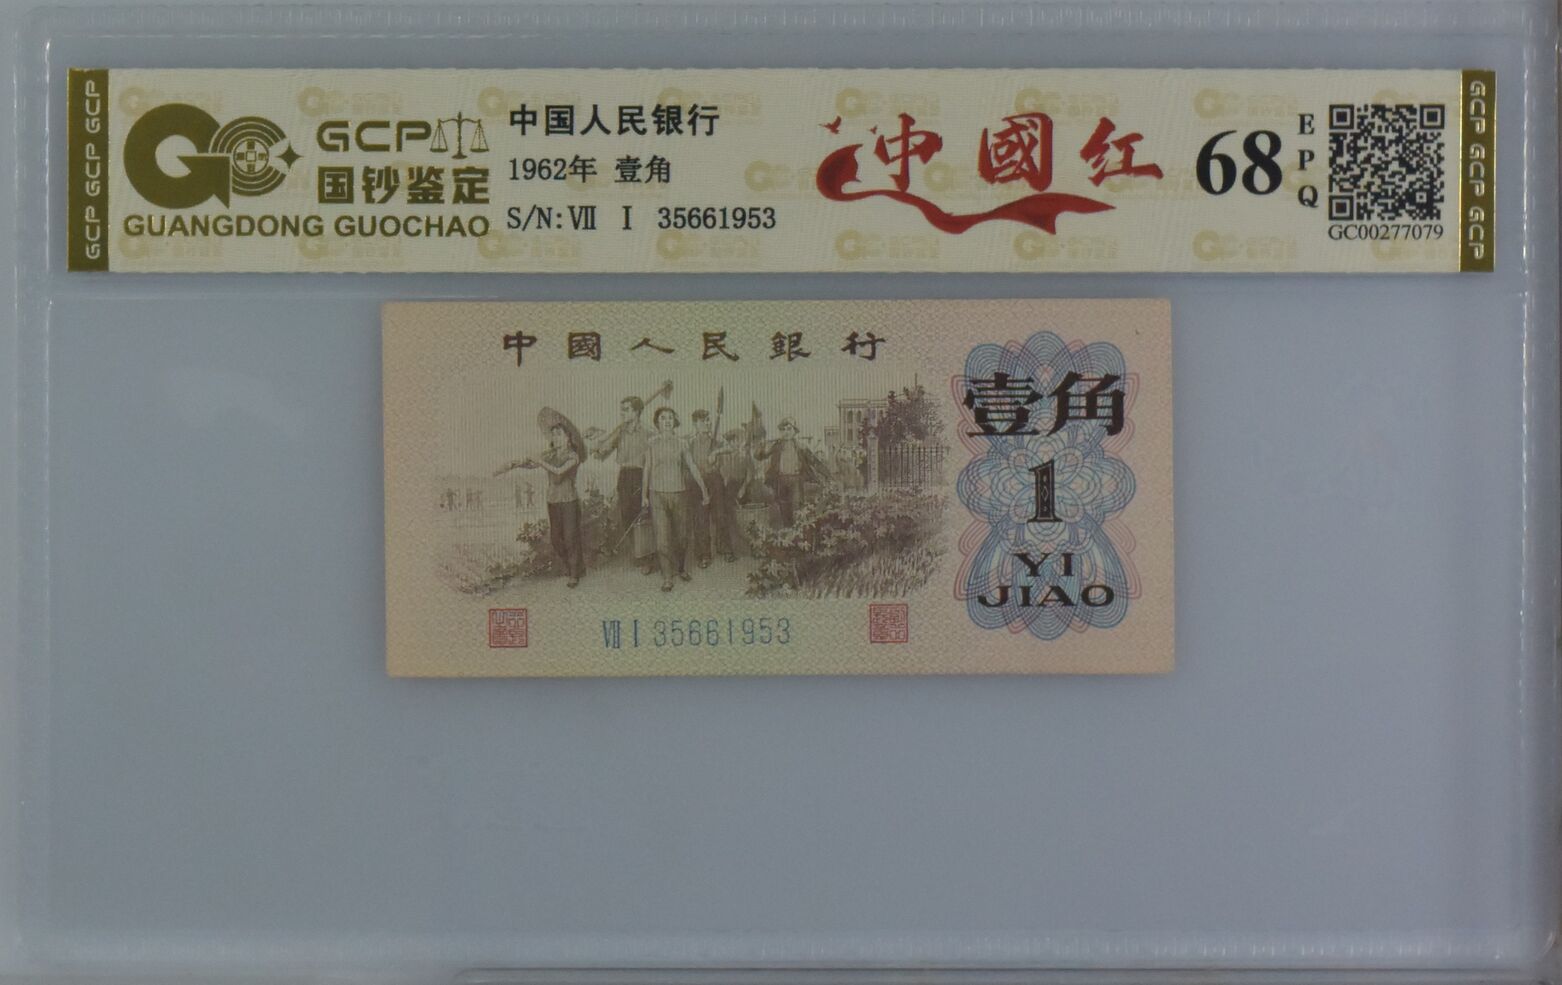 GCP GCP GCP
GCP
国钞鉴定
GUANGDONG GUOCHAO
中国人民银行
1962年 壹角
S/N: Ⅶ Ⅰ 35661953
中國红
68
EPQ
GC00277079
GCP GCP GCP
中國人民銀行
壹角
1
YI
JIAO
Ⅶ Ⅰ 35661953